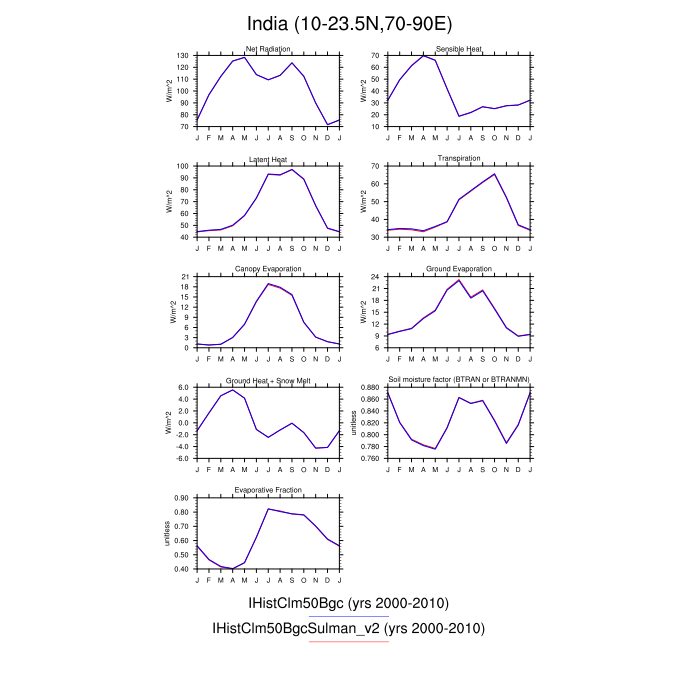 India (10-23.5N,70-90E)
Net Radiation
Sensible Heat
W/m^2
130
120
110
100
90
80
70
J F M A M J J A S O N D J
W/m^2
70
60
50
40
30
20
10
J F M A M J J A S O N D J
Latent Heat
Transpiration
W/m^2
100
90
80
70
60
50
40
J F M A M J J A S O N D J
W/m^2
70
60
50
40
30
J F M A M J J A S O N D J
Canopy Evaporation
Ground Evaporation
W/m^2
21
18
15
12
9
6
3
0
J F M A M J J A S O N D J
W/m^2
24
21
18
15
12
9
6
J F M A M J J A S O N D J
Ground Heat + Snow Melt
Soil moisture factor (BTRAN or BTRANMN)
W/m^2
6.0
4.0
2.0
0.0
-2.0
-4.0
-6.0
J F M A M J J A S O N D J
unitless
0.880
0.860
0.840
0.820
0.800
0.780
0.760
J F M A M J J A S O N D J
Evaporative Fraction
unitless
0.90
0.80
0.70
0.60
0.50
0.40
J F M A M J J A S O N D J
IHistClm50Bgc (yrs 2000-2010)
IHistClm50BgcSulman_v2 (yrs 2000-2010)